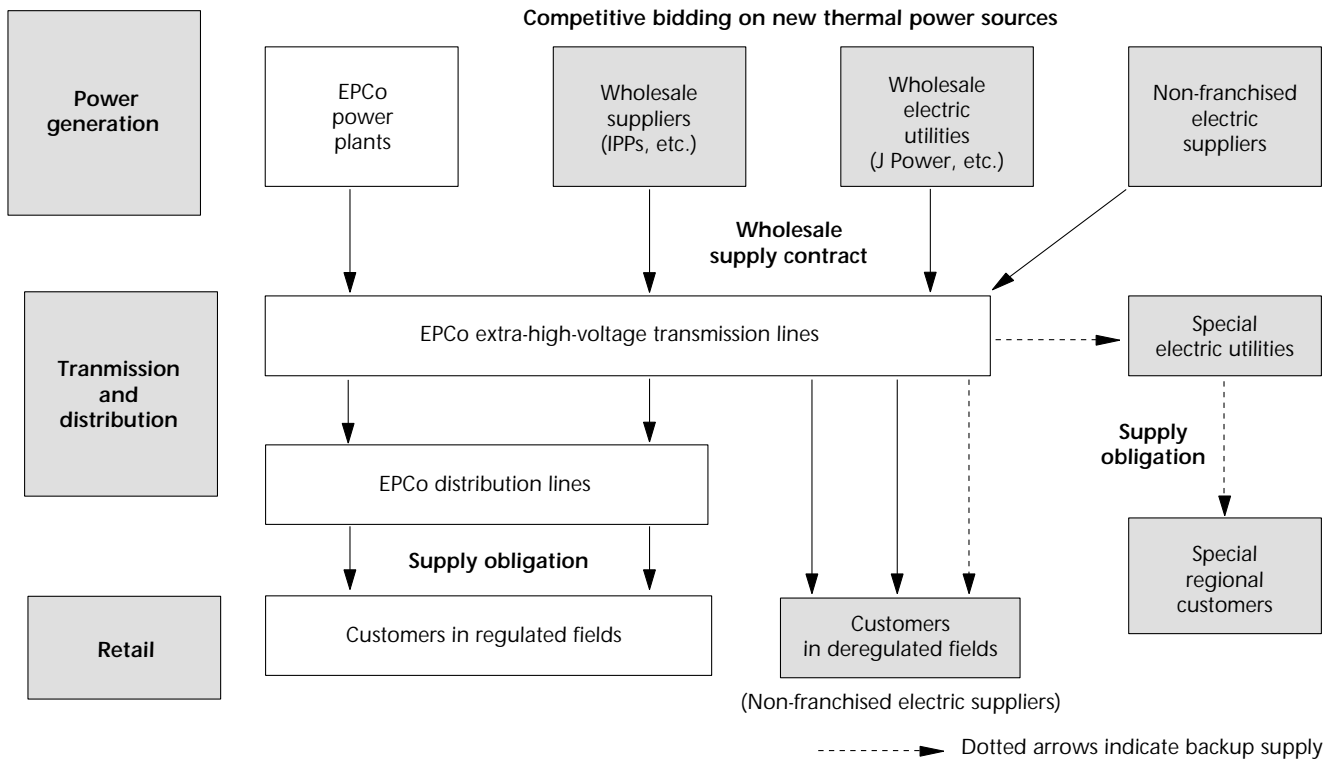 Competitive bidding on new thermal power sources
Power
generation
EPCo
power
plants
Wholesale
suppliers
(IPPs, etc.)
Wholesale
electric
utilities
(J Power, etc.)
Non-franchised
electric
suppliers
Wholesale
supply contract
Tranmission
and
distribution
EPCo extra-high-voltage transmission lines
Special
electric utilities
EPCo distribution lines
Supply
obligation
Supply obligation
Retail
Customers in regulated fields
Customers
in deregulated fields
Special
regional
customers
(Non-franchised electric suppliers)
Dotted arrows indicate backup supply